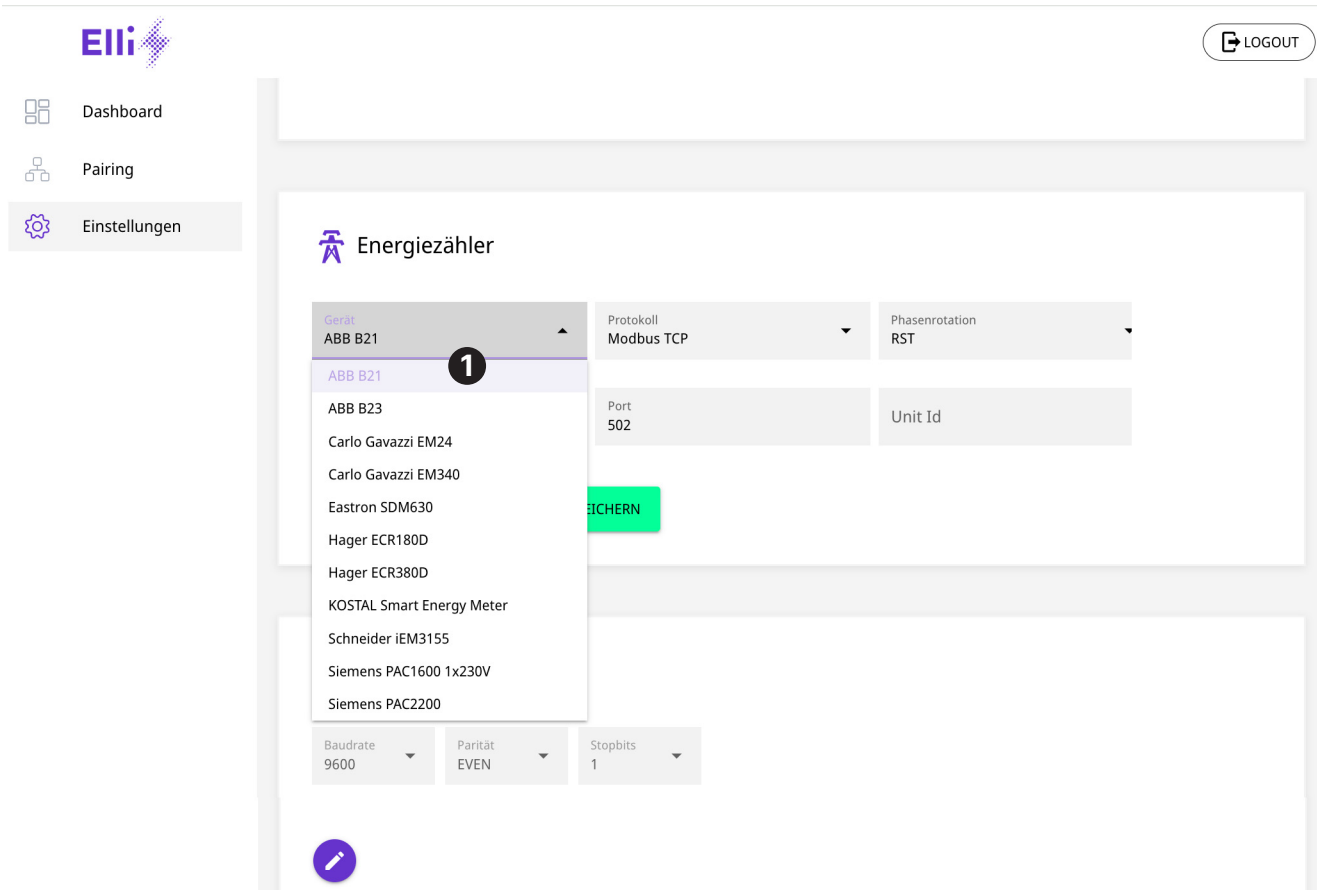 Elli
LOGOUT
Dashboard
Pairing
Einstellungen
Energiezähler
Gerät
ABB B21
Protokoll
Modbus TCP
Phasenrotation
RST
1
ABB B21
ABB B23
Carlo Gavazzi EM24
Carlo Gavazzi EM340
Eastron SDM630
Hager ECR180D
Hager ECR380D
KOSTAL Smart Energy Meter
Schneider iEM3155
Siemens PAC1600 1x230V
Siemens PAC2200
Port
502
Unit Id
EICHERN
Baudrate
9600
Parität
EVEN
Stopbits
1